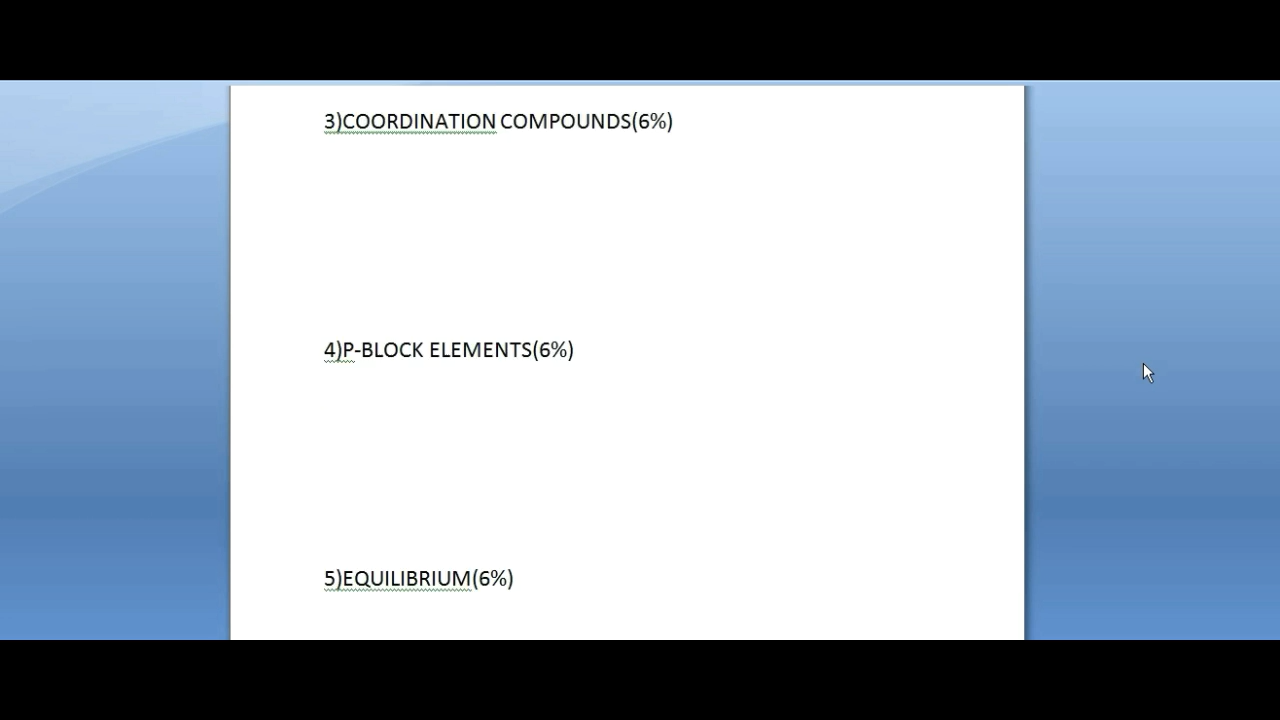 3)COORDINATION COMPOUNDS(6%)
4)P-BLOCK ELEMENTS(6%)
5)EQUILIBRIUM(6%)